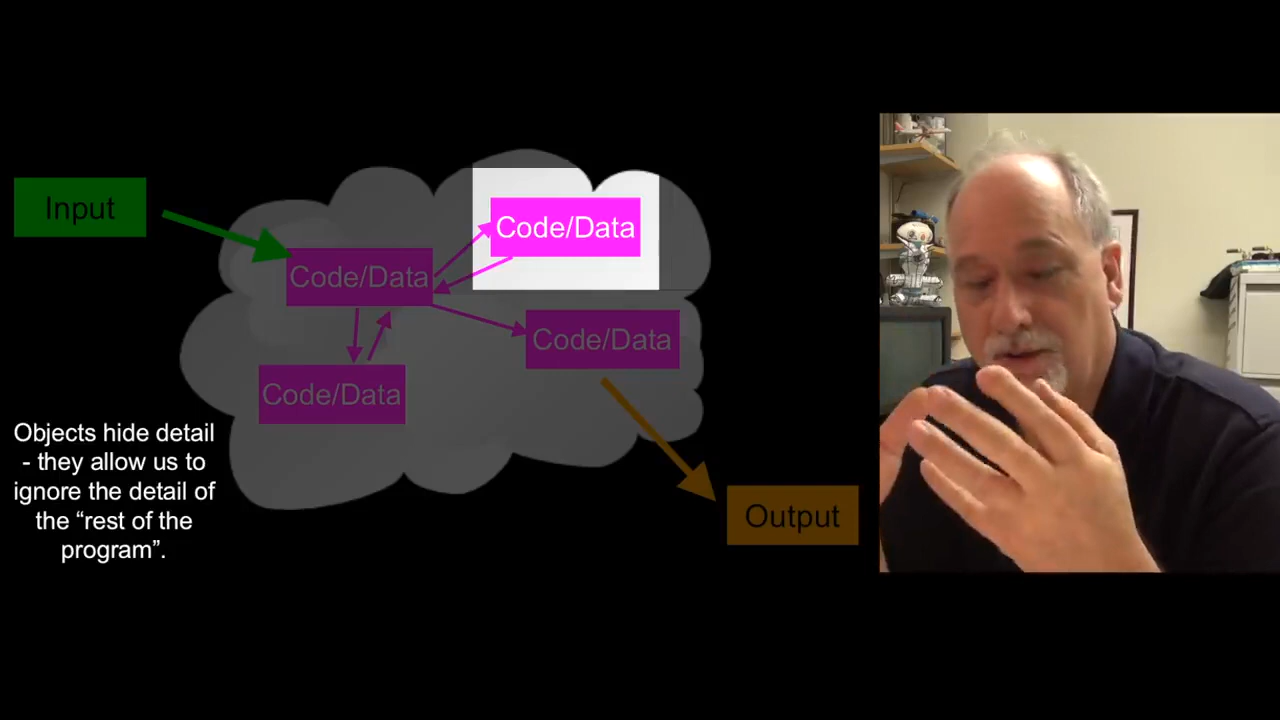 Input
Code/Data
Code/Data
Code/Data
Code/Data
Objects hide detail
- they allow us to
ignore the detail of
the “rest of the
program”.
Output